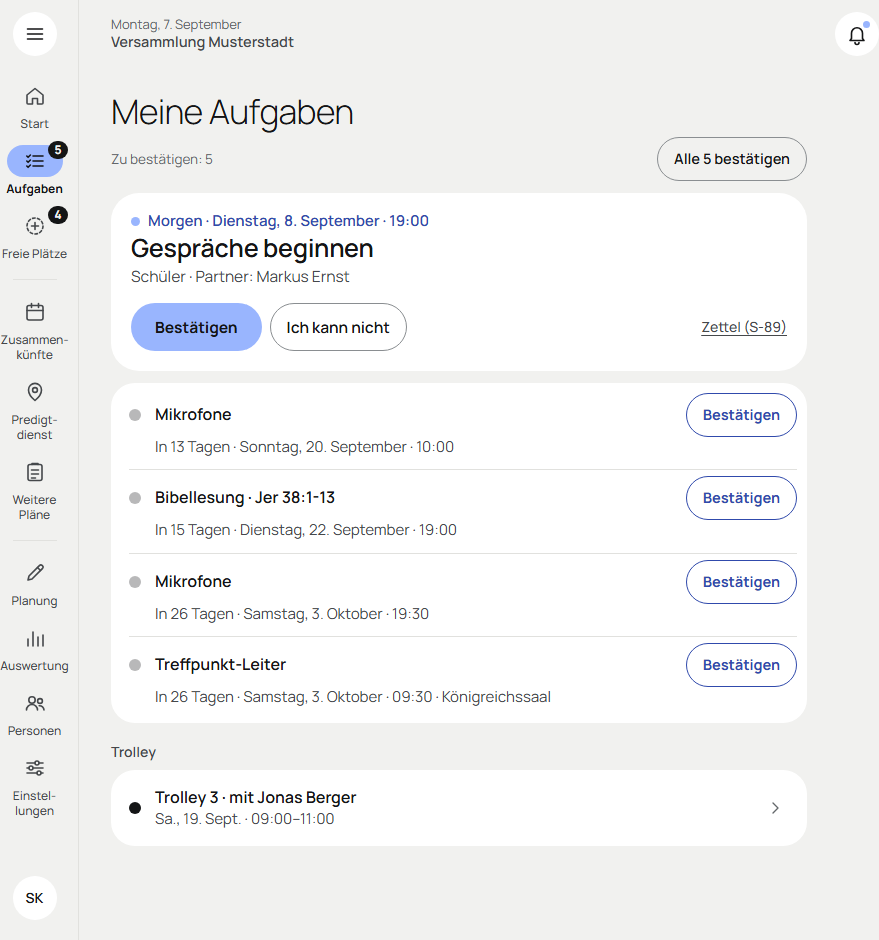 Montag, 7. September
Versammlung Musterstadt
Start
5
Aufgaben
4
Freie Plätze
Zusammen-
künfte
Predigt-
dienst
Weitere
Pläne
Planung
Auswertung
Personen
Einstel-
lungen
SK
Meine Aufgaben
Zu bestätigen: 5
Alle 5 bestätigen
Morgen · Dienstag, 8. September · 19:00
Gespräche beginnen
Schüler · Partner: Markus Ernst
Bestätigen
Ich kann nicht
Zettel (S-89)
Mikrofone
Bestätigen
In 13 Tagen · Sonntag, 20. September · 10:00
Bibellesung · Jer 38:1-13
Bestätigen
In 15 Tagen · Dienstag, 22. September · 19:00
Mikrofone
Bestätigen
In 26 Tagen · Samstag, 3. Oktober · 19:30
Treffpunkt-Leiter
Bestätigen
In 26 Tagen · Samstag, 3. Oktober · 09:30 · Königreichssaal
Trolley
Trolley 3 · mit Jonas Berger
Sa., 19. Sept. · 09:00–11:00